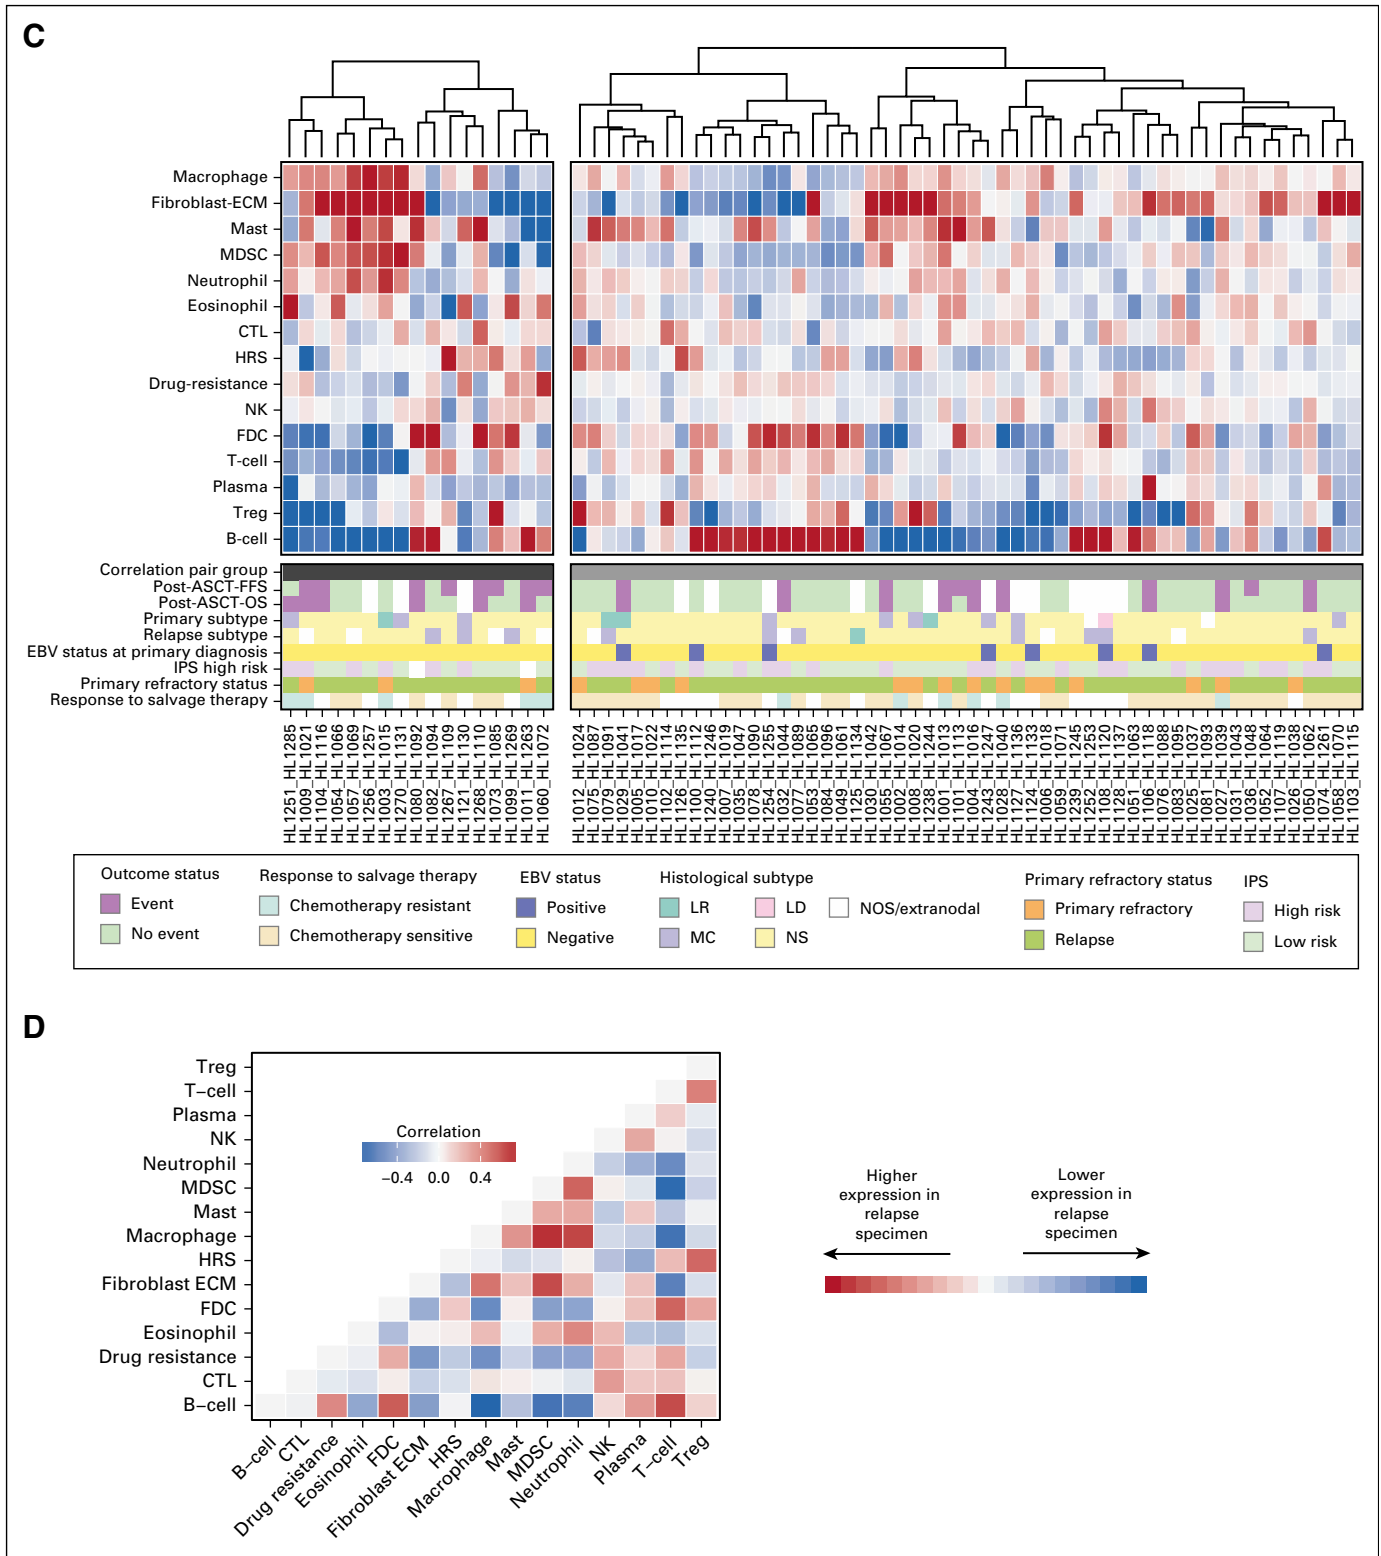 C
Macrophage
Fibroblast-ECM
Mast
MDSC
Neutrophil
Eosinophil
CTL
HRS
Drug-resistance
NK
FDC
T-cell
Plasma
Treg
B-cell
Correlation pair group
Post-ASCT-FFS
Post-ASCT-OS
Primary subtype
Relapse subtype
EBV status at primary diagnosis
IPS high risk
Primary refractory status
Response to salvage therapy
HL1251_HL1285
HL1009_HL1021
HL1104_HL1116
HL1054_HL1066
HL1057_HL1069
HL1256_HL1257
HL1003_HL1015
HL1270_HL1131
HL1080_HL1092
HL1082_HL1094
HL1267_HL1109
HL1121_HL1130
HL1268_HL1110
HL1073_HL1085
HL1099_HL1269
HL1011_HL1263
HL1060_HL1072
HL1012_HL1024
HL1075_HL1087
HL1079_HL1091
HL1029_HL1041
HL1005_HL1017
HL1010_HL1022
HL1102_HL1114
HL1126_HL1135
HL1100_HL1112
HL1240_HL1246
HL1007_HL1019
HL1035_HL1047
HL1078_HL1090
HL1254_HL1255
HL1032_HL1044
HL1077_HL1089
HL1053_HL1065
HL1084_HL1096
HL1049_HL1061
HL1125_HL1134
HL1030_HL1042
HL1055_HL1067
HL1002_HL1014
HL1008_HL1020
HL1238_HL1244
HL1001_HL1013
HL1101_HL1113
HL1004_HL1016
HL1243_HL1247
HL1028_HL1040
HL1127_HL1136
HL1124_HL1133
HL1006_HL1018
HL1059_HL1071
HL1239_HL1245
HL1252_HL1253
HL1108_HL1120
HL1128_HL1137
HL1051_HL1063
HL1106_HL1118
HL1076_HL1088
HL1083_HL1095
HL1025_HL1037
HL1081_HL1093
HL1027_HL1039
HL1031_HL1043
HL1036_HL1048
HL1052_HL1064
HL1107_HL1119
HL1026_HL1038
HL1050_HL1062
HL1074_HL1261
HL1058_HL1070
HL1103_HL1115
Outcome status
Event
No event
Response to salvage therapy
Chemotherapy resistant
Chemotherapy sensitive
EBV status
Positive
Negative
Histological subtype
LR
LD
NOS/extranodal
MC
NS
Primary refractory status
Primary refractory
Relapse
IPS
High risk
Low risk
D
Treg
T−cell
Plasma
NK
Neutrophil
MDSC
Mast
Macrophage
HRS
Fibroblast ECM
FDC
Eosinophil
Drug resistance
CTL
B−cell
Correlation
−0.4 0.0 0.4
B−cell
CTL
Drug resistance
Eosinophil
FDC
Fibroblast ECM
HRS
Macrophage
Mast
MDSC
Neutrophil
NK
Plasma
T−cell
Treg
Higher
expression in
relapse
specimen
Lower
expression in
relapse
specimen